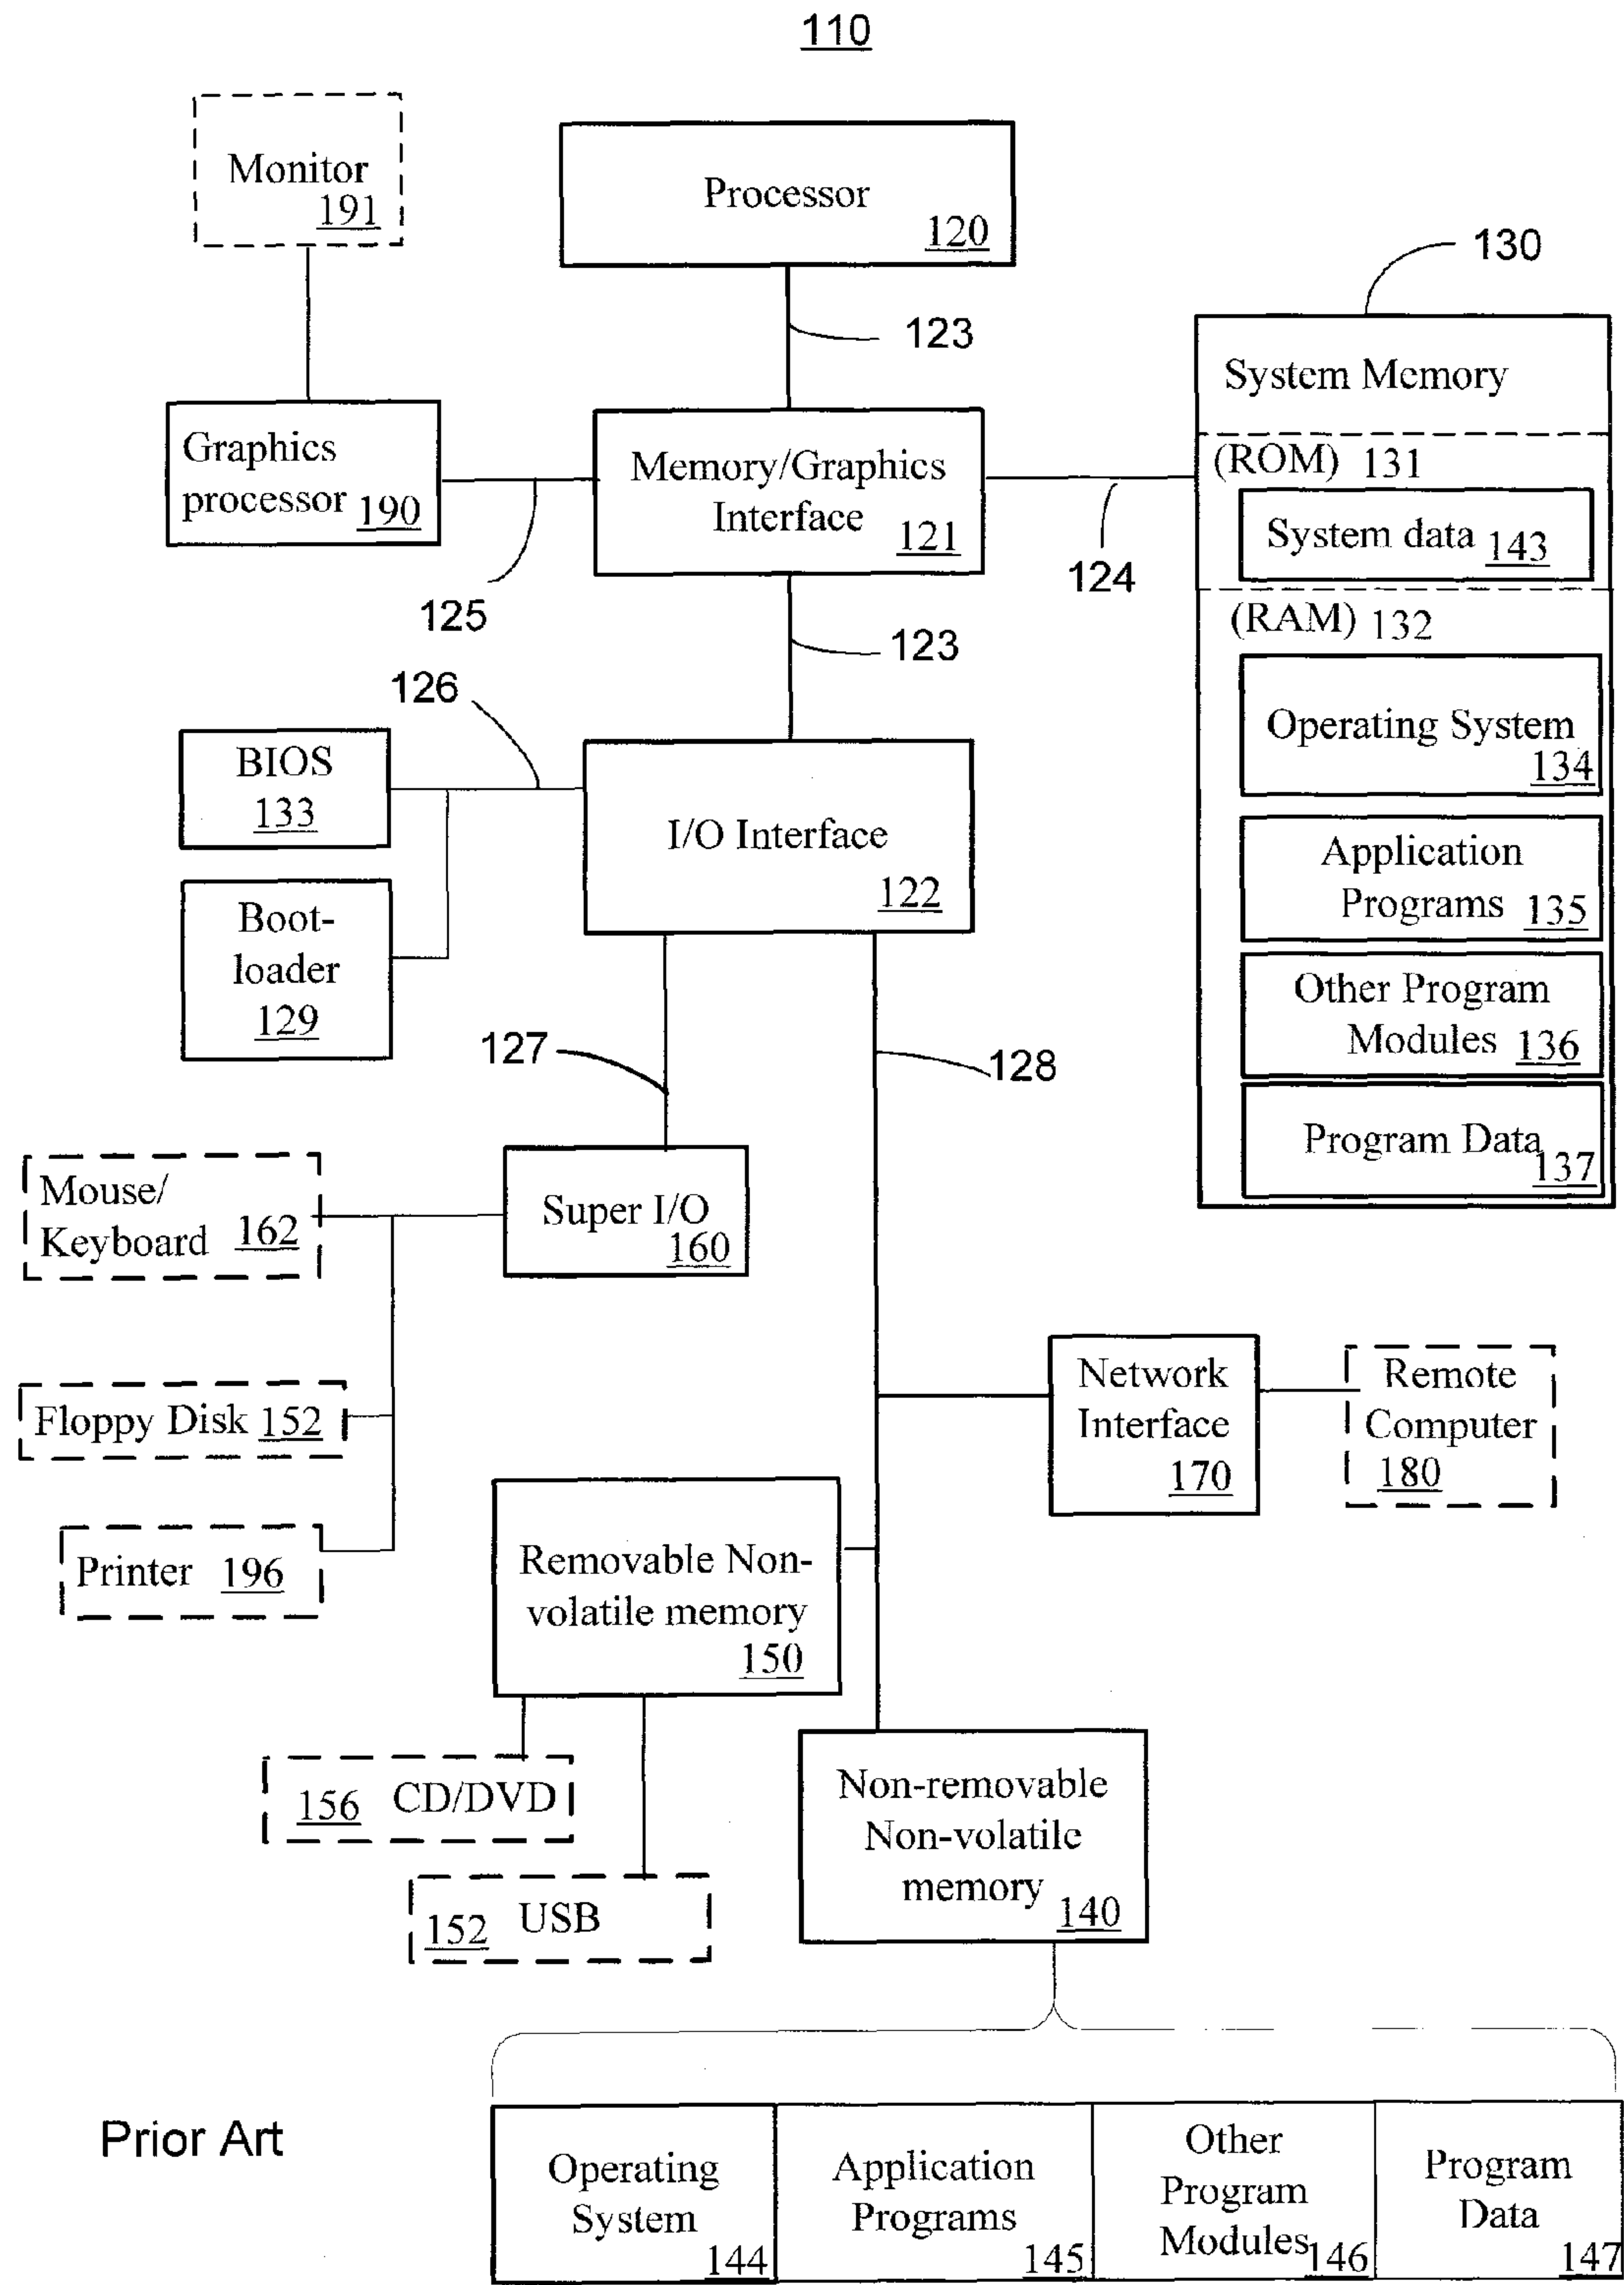 110
Monitor
191
Processor
120
130
123
System Memory
(ROM) 131
System data 143
(RAM) 132
Operating System
134
Application
Programs 135
Other Program
Modules 136
Program Data
137
Graphics
processor 190
Memory/Graphics
Interface
121
124
125
123
126
BIOS
133
I/O Interface
122
Boot-
loader
129
127
128
Mouse/
Keyboard 162
Super I/O
160
Floppy Disk 152
Printer 196
Network
Interface
170
Remote
Computer
180
Removable Non-
volatile memory
150
156 CD/DVD
152 USB
Non-removable
Non-volatile
memory
140
Prior Art
Operating
System
144
Application
Programs
145
Other
Program
Modules 146
Program
Data
147